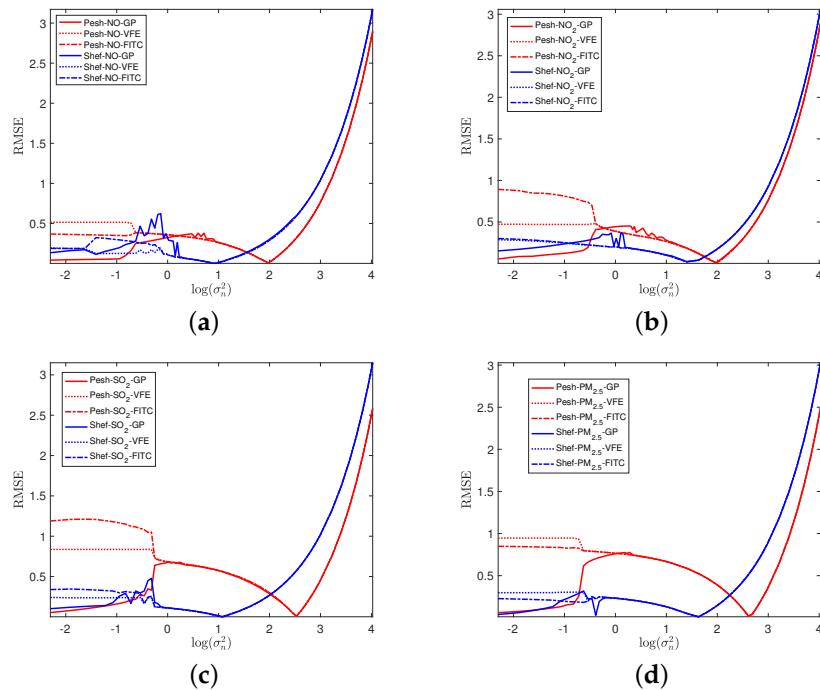 3
2.5
2
1.5
1
0.5
RMSE
Pesh-NO-GP
Pesh-NO-VFE
Pesh-NO-FITC
Shef-NO-GP
Shef-NO-VFE
Shef-NO-FITC
-2 -1 0 1 2 3 4
log(σₙ²)
(a)
3
2.5
2
1.5
1
0.5
RMSE
Pesh-NO₂-GP
Pesh-NO₂-VFE
Pesh-NO₂-FITC
Shef-NO₂-GP
Shef-NO₂-VFE
Shef-NO₂-FITC
-2 -1 0 1 2 3 4
log(σₙ²)
(b)
3
2.5
2
1.5
1
0.5
RMSE
Pesh-SO₂-GP
Pesh-SO₂-VFE
Pesh-SO₂-FITC
Shef-SO₂-GP
Shef-SO₂-VFE
Shef-SO₂-FITC
-2 -1 0 1 2 3 4
log(σₙ²)
(c)
3
2.5
2
1.5
1
0.5
RMSE
Pesh-PM₂.₅-GP
Pesh-PM₂.₅-VFE
Pesh-PM₂.₅-FITC
Shef-PM₂.₅-GP
Shef-PM₂.₅-VFE
Shef-PM₂.₅-FITC
-2 -1 0 1 2 3 4
log(σₙ²)
(d)